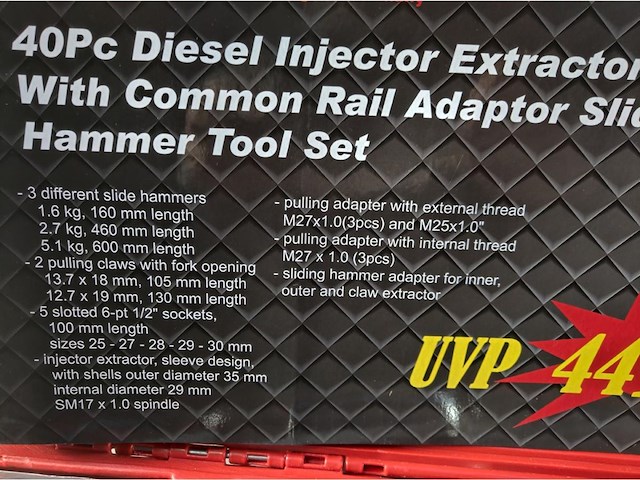 40Pc Diesel Injector Extractor
With Common Rail Adaptor
Hammer Tool Set
- 3 different slide hammers
1.6 kg, 160 mm length
2.7 kg, 460 mm length
5.1 kg, 600 mm length
- 2 pulling claws with fork opening
13.7 x 18 mm, 105 mm length
12.7 x 19 mm, 130 mm length
- 5 slotted 6-pt 1/2" sockets,
100 mm length
sizes 25 - 27 - 28 - 29 - 30 mm
- injector extractor, sleeve design,
with shells outer diameter 35 mm
internal diameter 29 mm
SM17 x 1.0 spindle
- pulling adapter with external thread
M27x1.0(3pcs) and M25x1.0"
- pulling adapter with internal thread
M27 x 1.0 (3pcs)
- sliding hammer adapter for inner,
outer and claw extractor
UVP 44